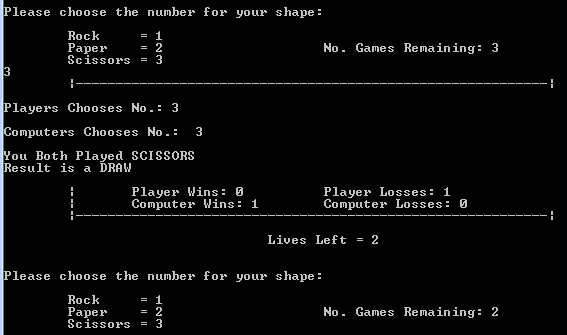 Please choose the number for your shape:
Rock = 1
Paper = 2 No. Games Remaining: 3
Scissors = 3
3
¦---------------------------------------------------------------¦
Players Chooses No.: 3
Computers Chooses No.: 3
You Both Played SCISSORS
Result is a DRAW
¦ Player Wins: 0 Player Losses: 1 ¦
¦ Computer Wins: 1 Computer Losses: 0 ¦
¦---------------------------------------------------------------¦
Lives Left = 2
Please choose the number for your shape:
Rock = 1
Paper = 2 No. Games Remaining: 2
Scissors = 3